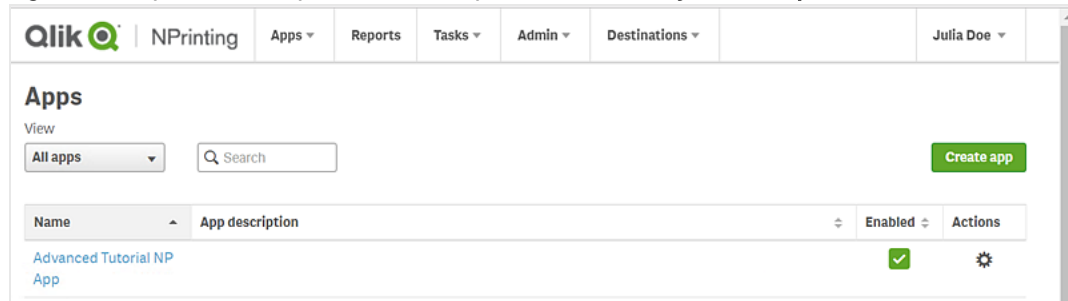 Qlik NPrinting Apps Reports Tasks Admin Destinations Julia Doe
Apps
View
All apps Search Create app
Name App description Enabled Actions
Advanced Tutorial NP
App